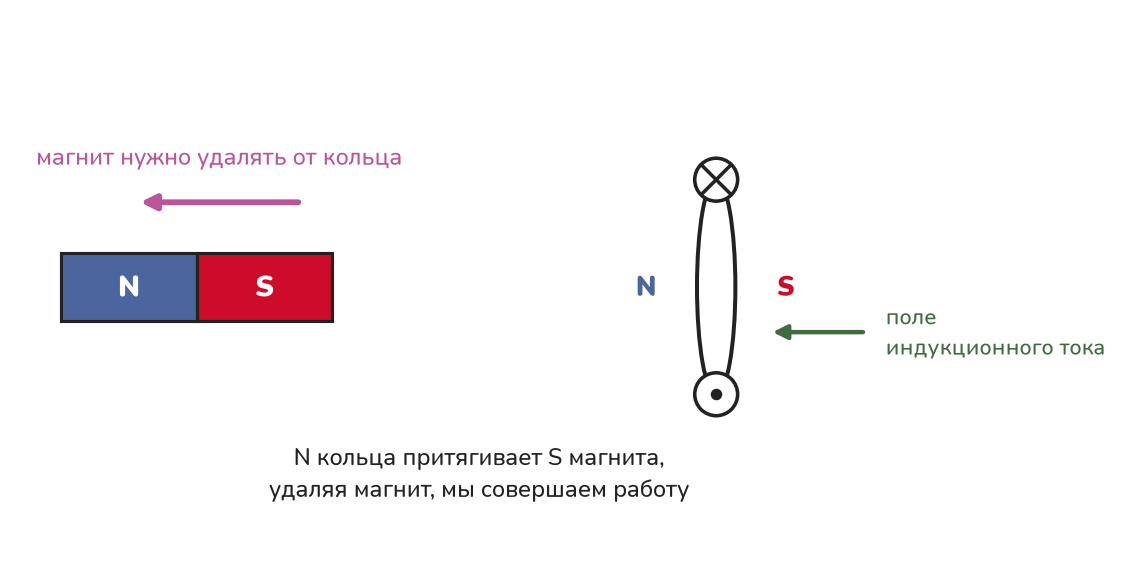 магнит нужно удалять от кольца
N S
N S
поле
индукционного тока
N кольца притягивает S магнита,
удаляя магнит, мы совершаем работу